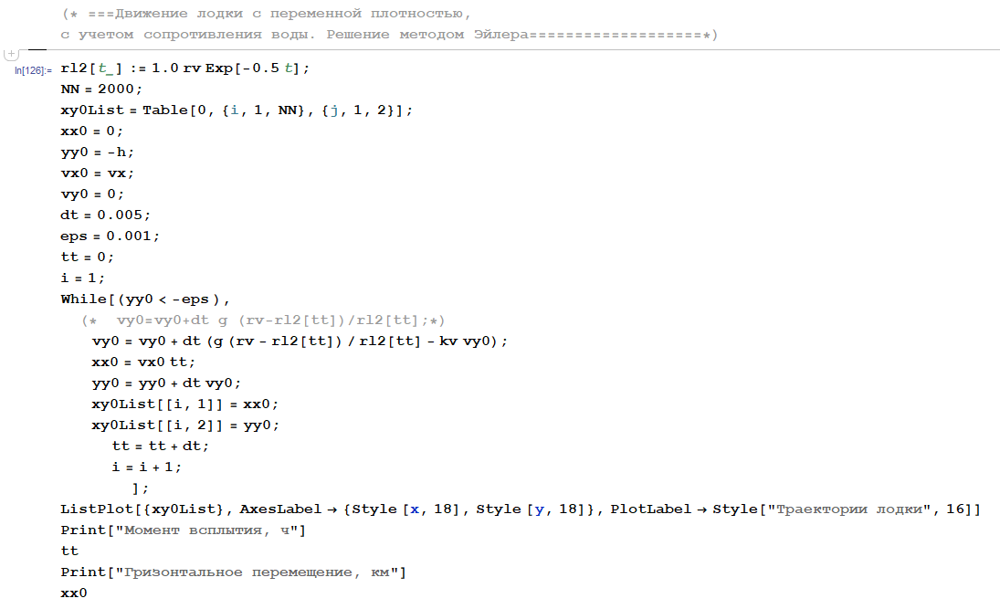 (* ===Движение лодки с переменной плотностью,
с учетом сопротивления воды. Решение методом Эйлера===================*)
In[126]:= rl2[t_] := 1.0 rv Exp[-0.5 t];
NN = 2000;
xy0List = Table[0, {i, 1, NN}, {j, 1, 2}];
xx0 = 0;
yy0 = -h;
vx0 = vx;
vy0 = 0;
dt = 0.005;
eps = 0.001;
tt = 0;
i = 1;
While[(yy0 < -eps),
(* vy0=vy0+dt g (rv-rl2[tt])/rl2[tt];*)
vy0 = vy0 + dt (g (rv - rl2[tt]) / rl2[tt] - kv vy0);
xx0 = vx0 tt;
yy0 = yy0 + dt vy0;
xy0List[[i, 1]] = xx0;
xy0List[[i, 2]] = yy0;
tt = tt + dt;
i = i + 1;
];
ListPlot[{xy0List}, AxesLabel → {Style[x, 18], Style[y, 18]}, PlotLabel → Style["Траектории лодки", 16]]
Print["Момент всплытия, ч"]
tt
Print["Гризонтальное перемещение, км"]
xx0